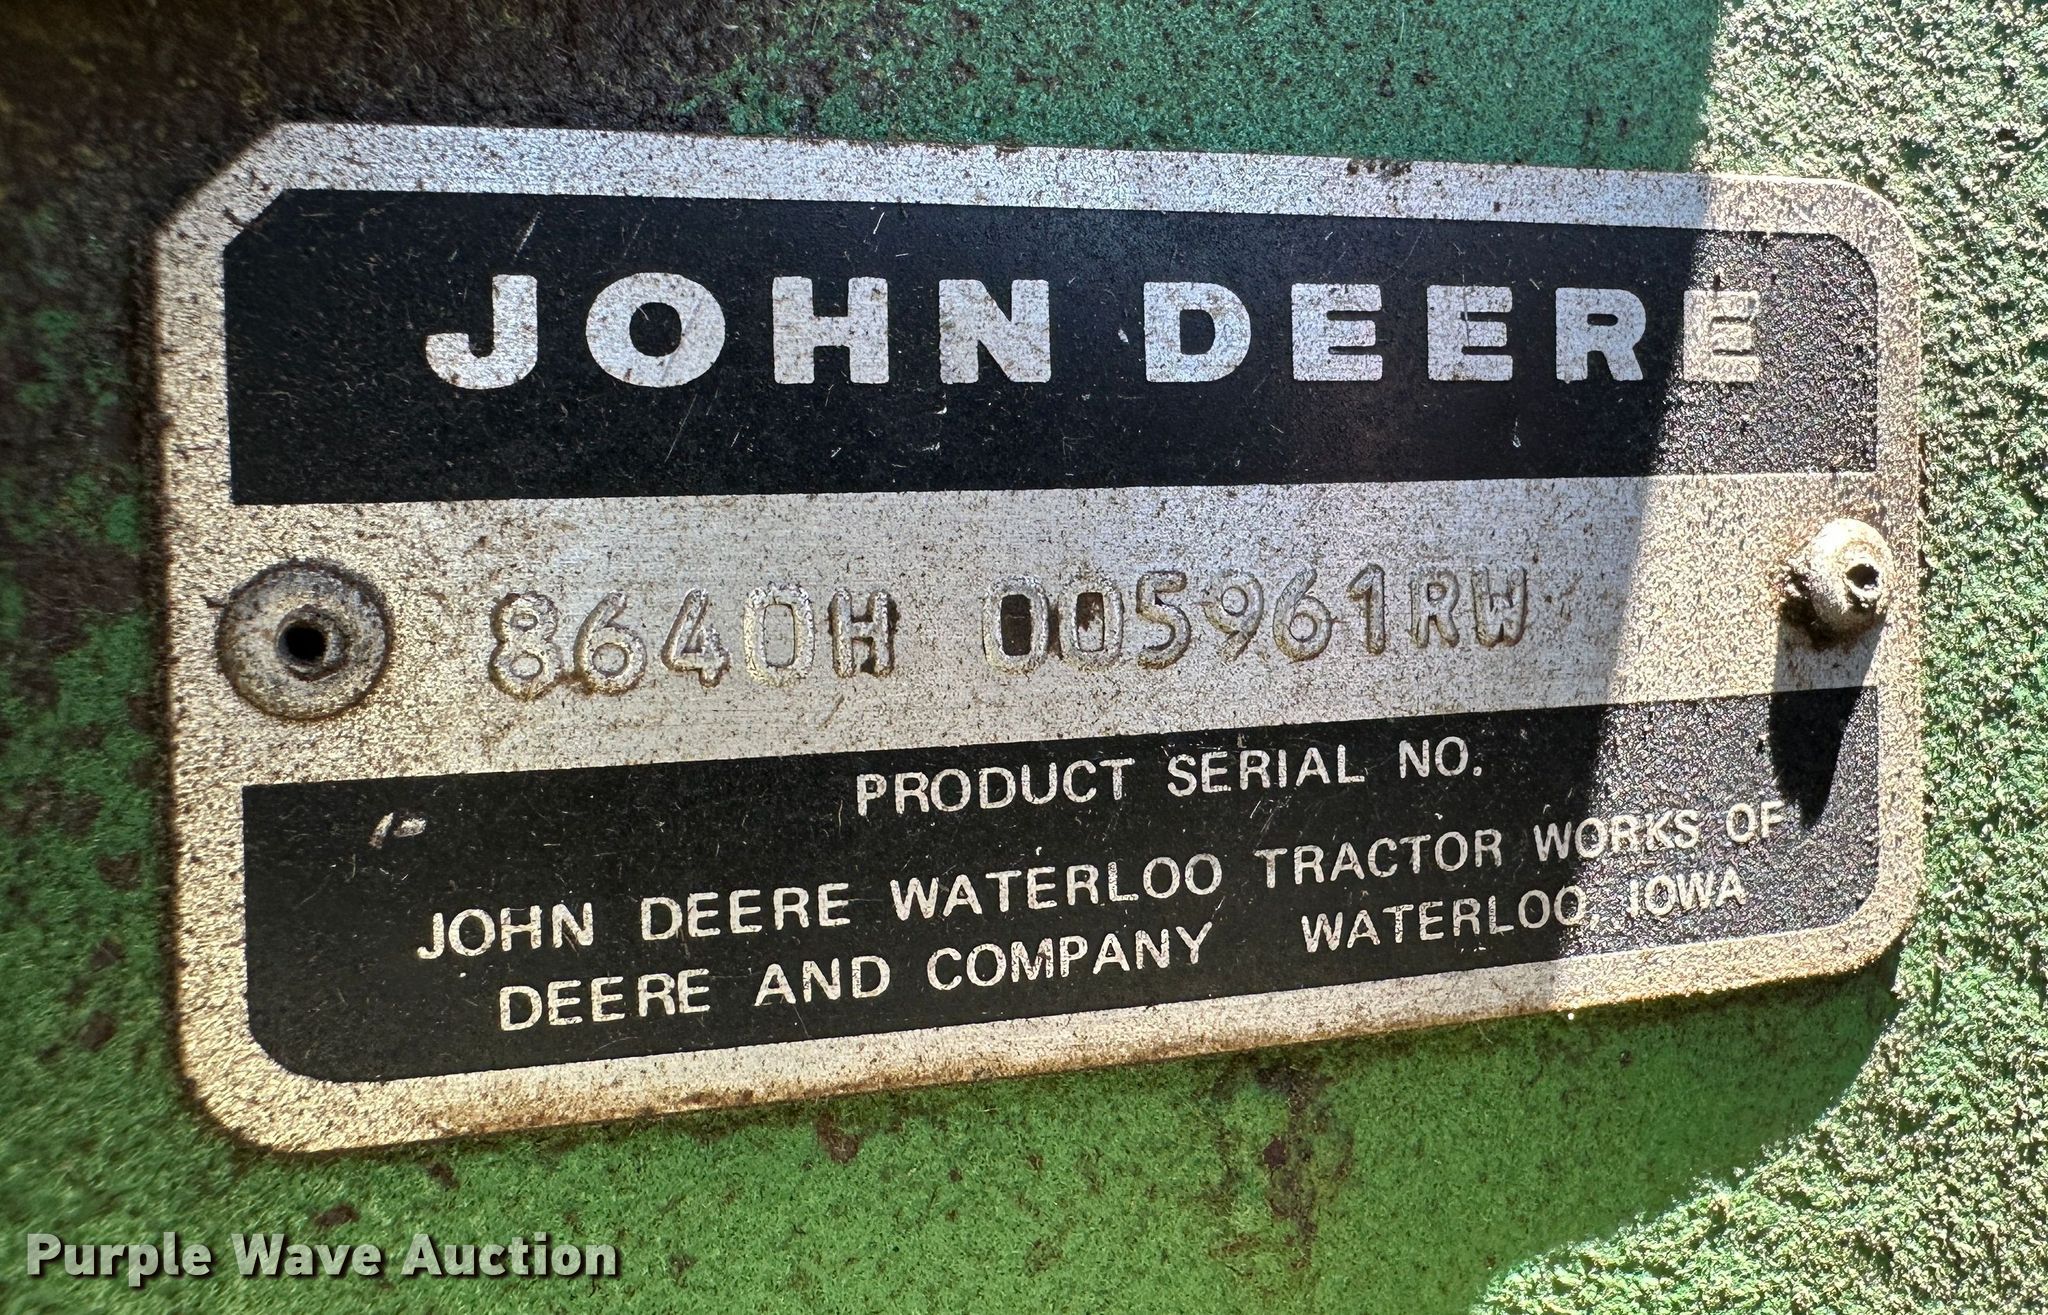 JOHN DEERE
8640H 005961RW
PRODUCT SERIAL NO.
JOHN DEERE WATERLOO TRACTOR WORKS OF
DEERE AND COMPANY WATERLOO, IOWA
Purple Wave Auction